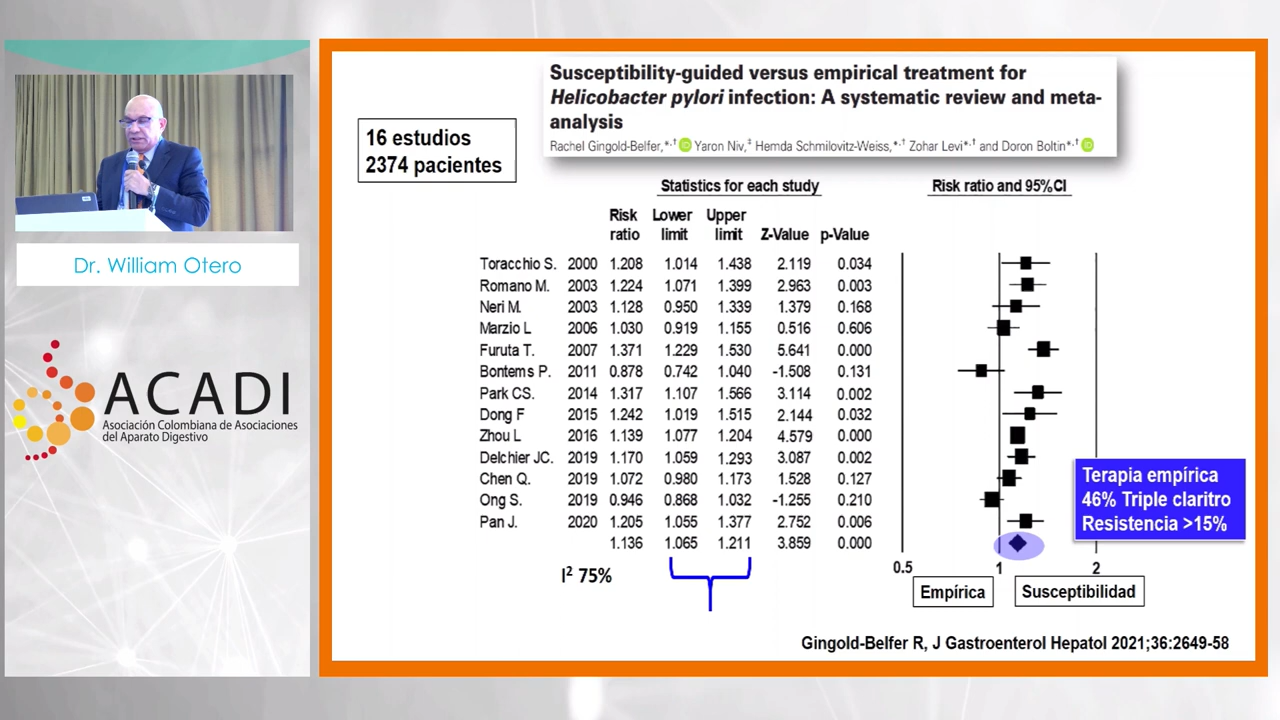 Susceptibility-guided versus empirical treatment for
Helicobacter pylori infection: A systematic review and meta-
analysis
Rachel Gingold-Belfer,*,† Yaron Niv,‡ Hemda Schmilovitz-Weiss,*,† Zohar Levi*,† and Doron Boltin*,†
16 estudios
2374 pacientes
Statistics for each study
Risk ratio and 95%CI
Risk ratio Lower limit Upper limit Z-Value p-Value
Toracchio S. 2000 1.208 1.014 1.438 2.119 0.034
Romano M. 2003 1.224 1.071 1.399 2.963 0.003
Neri M. 2003 1.128 0.950 1.339 1.379 0.168
Marzio L 2006 1.030 0.919 1.155 0.516 0.606
Furuta T. 2007 1.371 1.229 1.530 5.641 0.000
Bontems P. 2011 0.878 0.742 1.040 -1.508 0.131
Park CS. 2014 1.317 1.107 1.566 3.114 0.002
Dong F 2015 1.242 1.019 1.515 2.144 0.032
Zhou L 2016 1.139 1.077 1.204 4.579 0.000
Delchier JC. 2019 1.170 1.059 1.293 3.087 0.002
Chen Q. 2019 1.072 0.980 1.173 1.528 0.127
Ong S. 2019 0.946 0.868 1.032 -1.255 0.210
Pan J. 2020 1.205 1.055 1.377 2.752 0.006
1.136 1.065 1.211 3.859 0.000
I² 75%
0.5 1 2
Empírica
Susceptibilidad
Terapia empírica
46% Triple claritro
Resistencia >15%
Gingold-Belfer R, J Gastroenterol Hepatol 2021;36:2649-58
Dr. William Otero
ACADI
Asociación Colombiana de Asociaciones
del Aparato Digestivo